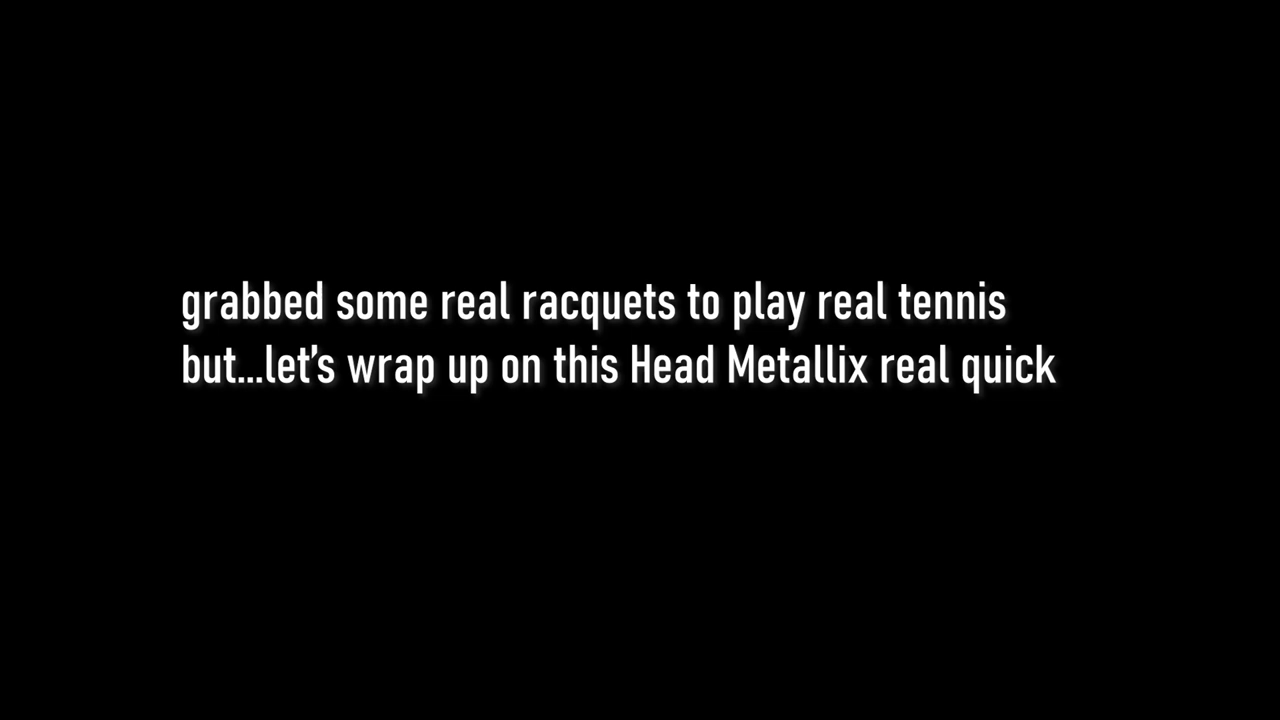 grabbed some real racquets to play real tennis
but...let’s wrap up on this Head Metallix real quick